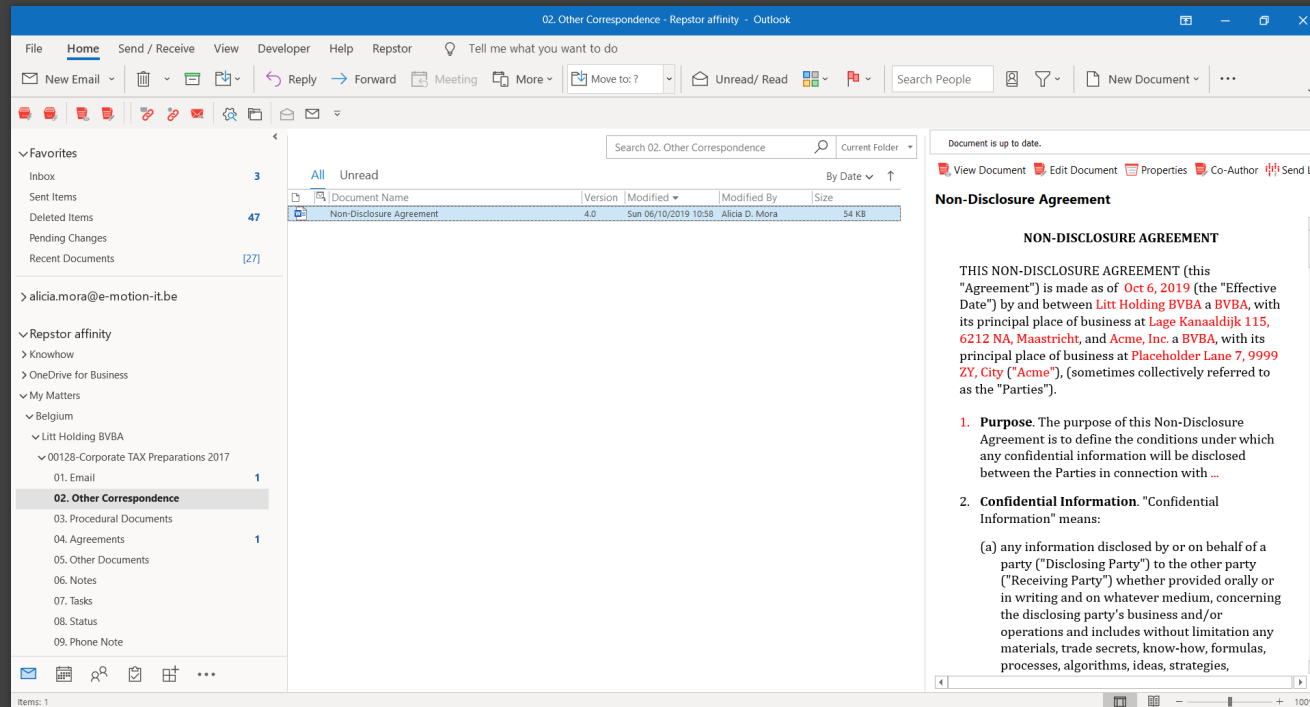 02. Other Correspondence - Repstor affinity - Outlook
File Home Send / Receive View Developer Help Repstor Tell me what you want to do
New Email Reply Forward Meeting More Move to: ? Unread/ Read Search People New Document
Favorites
Inbox 3
Sent Items
Deleted Items 47
Pending Changes
Recent Documents [27]
alicia.mora@e-motion-it.be
Repstor affinity
Knowhow
OneDrive for Business
My Matters
Belgium
Litt Holding BVBA
00128-Corporate TAX Preparations 2017
01. Email 1
02. Other Correspondence
03. Procedural Documents
04. Agreements 1
05. Other Documents
06. Notes
07. Tasks
08. Status
09. Phone Note
Items: 1
Search 02. Other Correspondence Current Folder
All Unread By Date
Document Name Version Modified Modified By Size
Non-Disclosure Agreement 4.0 Sun 06/10/2019 10:58 Alicia D. Mora 54 KB
Document is up to date.
View Document Edit Document Properties Co-Author Send L
Non-Disclosure Agreement
NON-DISCLOSURE AGREEMENT
THIS NON-DISCLOSURE AGREEMENT (this
"Agreement") is made as of Oct 6, 2019 (the "Effective
Date") by and between Litt Holding BVBA a BVBA, with
its principal place of business at Lage Kanaaldijk 115,
6212 NA, Maastricht, and Acme, Inc. a BVBA, with its
principal place of business at Placeholder Lane 7, 9999
ZY, City ("Acme"), (sometimes collectively referred to
as the "Parties").
1. Purpose. The purpose of this Non-Disclosure
Agreement is to define the conditions under which
any confidential information will be disclosed
between the Parties in connection with ...
2. Confidential Information. "Confidential
Information" means:
(a) any information disclosed by or on behalf of a
party ("Disclosing Party") to the other party
("Receiving Party") whether provided orally or
in writing and on whatever medium, concerning
the disclosing party's business and/or
operations and includes without limitation any
materials, trade secrets, know-how, formulas,
processes, algorithms, ideas, strategies,
100%